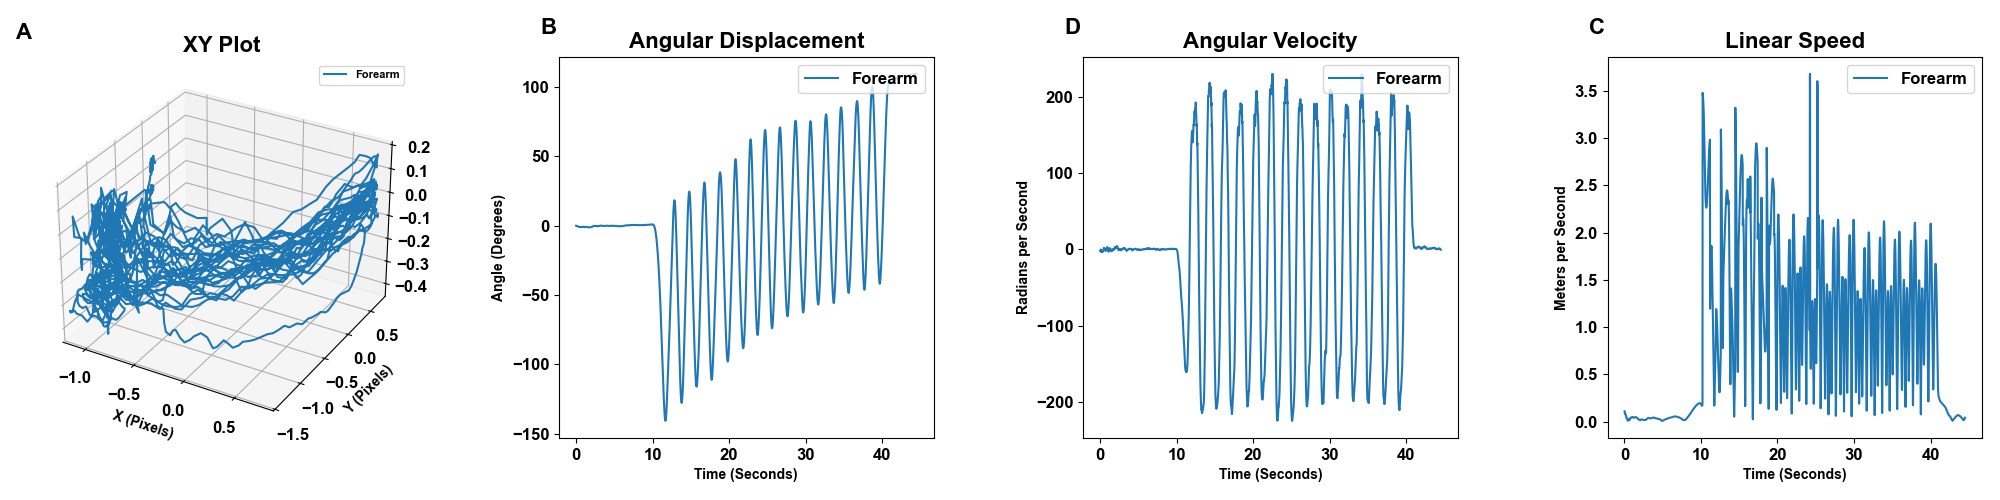 A
XY Plot
Forearm
0.2
0.1
0.0
−0.1
−0.2
−0.3
−0.4
0.5
0.0
−0.5
−1.0
−1.5
Y (Pixels)
−1.0
−0.5
0.0
0.5
X (Pixels)
B
Angular Displacement
Forearm
100
50
0
−50
−100
−150
Angle (Degrees)
0
10
20
30
40
Time (Seconds)
D
Angular Velocity
Forearm
200
100
0
−100
−200
Radians per Second
0
10
20
30
40
Time (Seconds)
C
Linear Speed
Forearm
3.5
3.0
2.5
2.0
1.5
1.0
0.5
0.0
Meters per Second
0
10
20
30
40
Time (Seconds)